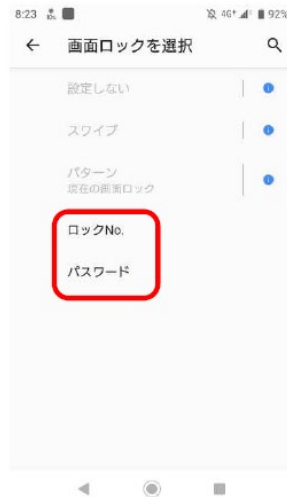 8:23 4G+ 92%
画面ロックを選択
設定しない
スワイプ
パターン
現在の画面ロック
ロックNo.
パスワード